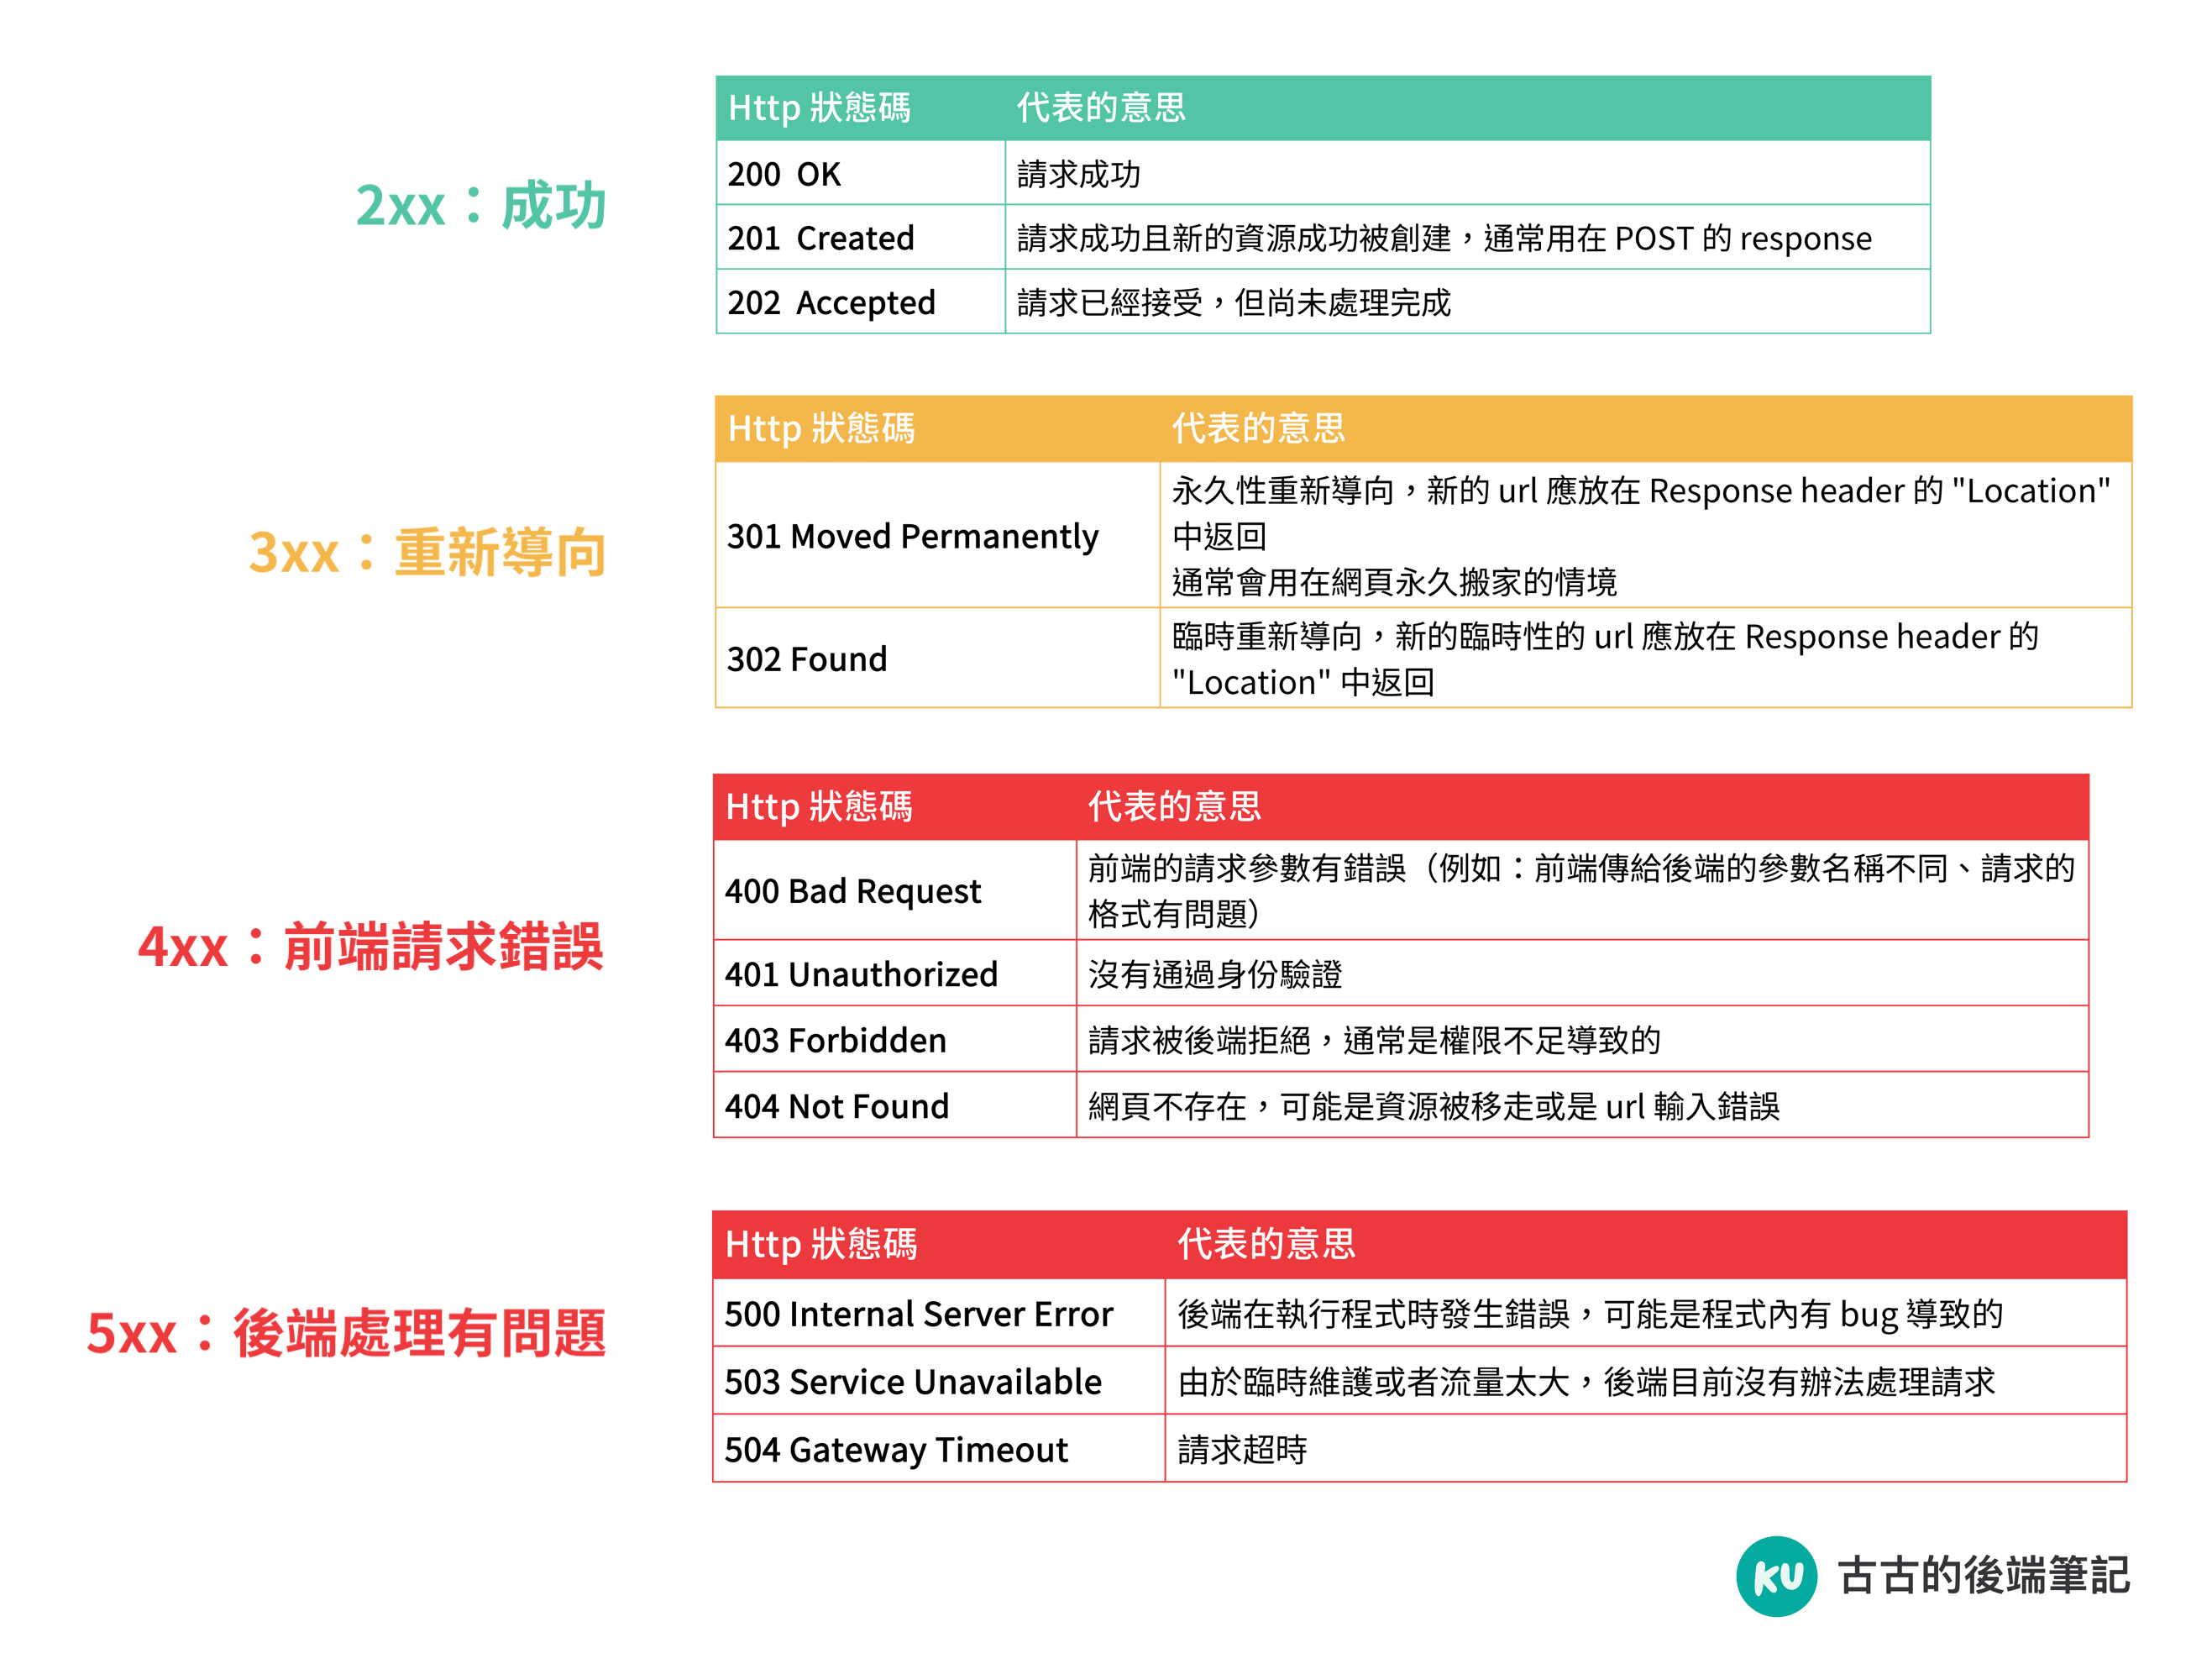 2xx：成功
Http 狀態碼 代表的意思
200 OK 請求成功
201 Created 請求成功且新的資源成功被創建，通常用在 POST 的 response
202 Accepted 請求已經接受，但尚未處理完成
3xx：重新導向
Http 狀態碼 代表的意思
301 Moved Permanently
永久性重新導向，新的 url 應放在 Response header 的 "Location"
中返回
通常會用在網頁永久搬家的情境
302 Found
臨時重新導向，新的臨時性的 url 應放在 Response header 的
"Location" 中返回
4xx：前端請求錯誤
Http 狀態碼 代表的意思
400 Bad Request
前端的請求參數有錯誤（例如：前端傳給後端的參數名稱不同、請求的
格式有問題）
401 Unauthorized 沒有通過身份驗證
403 Forbidden 請求被後端拒絕，通常是權限不足導致的
404 Not Found 網頁不存在，可能是資源被移走或是 url 輸入錯誤
5xx：後端處理有問題
Http 狀態碼 代表的意思
500 Internal Server Error 後端在執行程式時發生錯誤，可能是程式內有 bug 導致的
503 Service Unavailable 由於臨時維護或者流量太大，後端目前沒有辦法處理請求
504 Gateway Timeout 請求超時
KU 古古的後端筆記